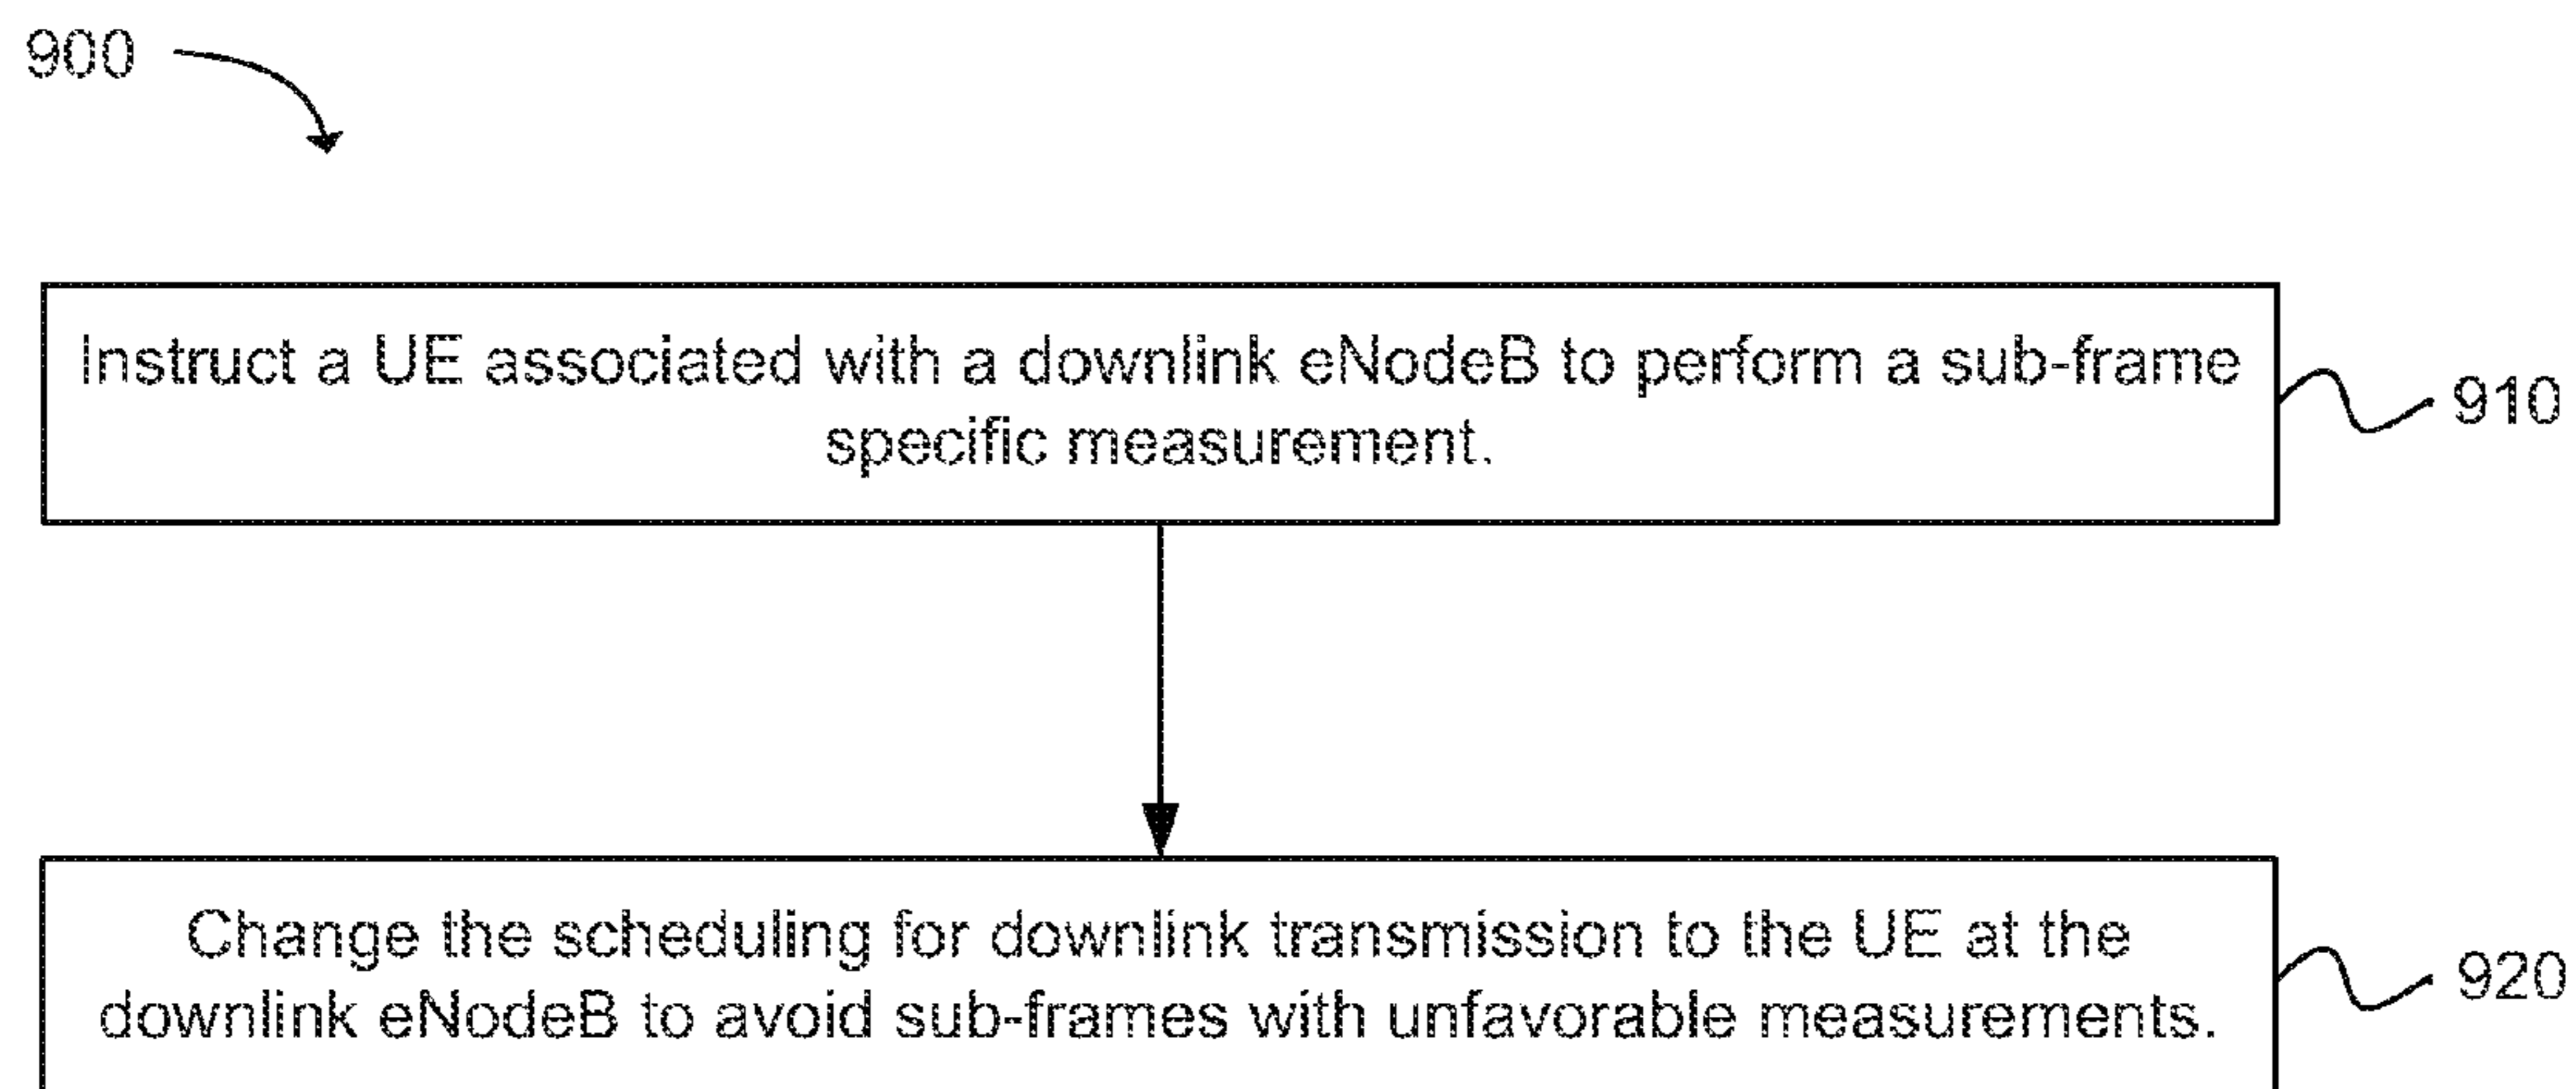 900
Instruct a UE associated with a downlink eNodeB to perform a sub-frame
specific measurement.
910
Change the scheduling for downlink transmission to the UE at the
downlink eNodeB to avoid sub-frames with unfavorable measurements.
920